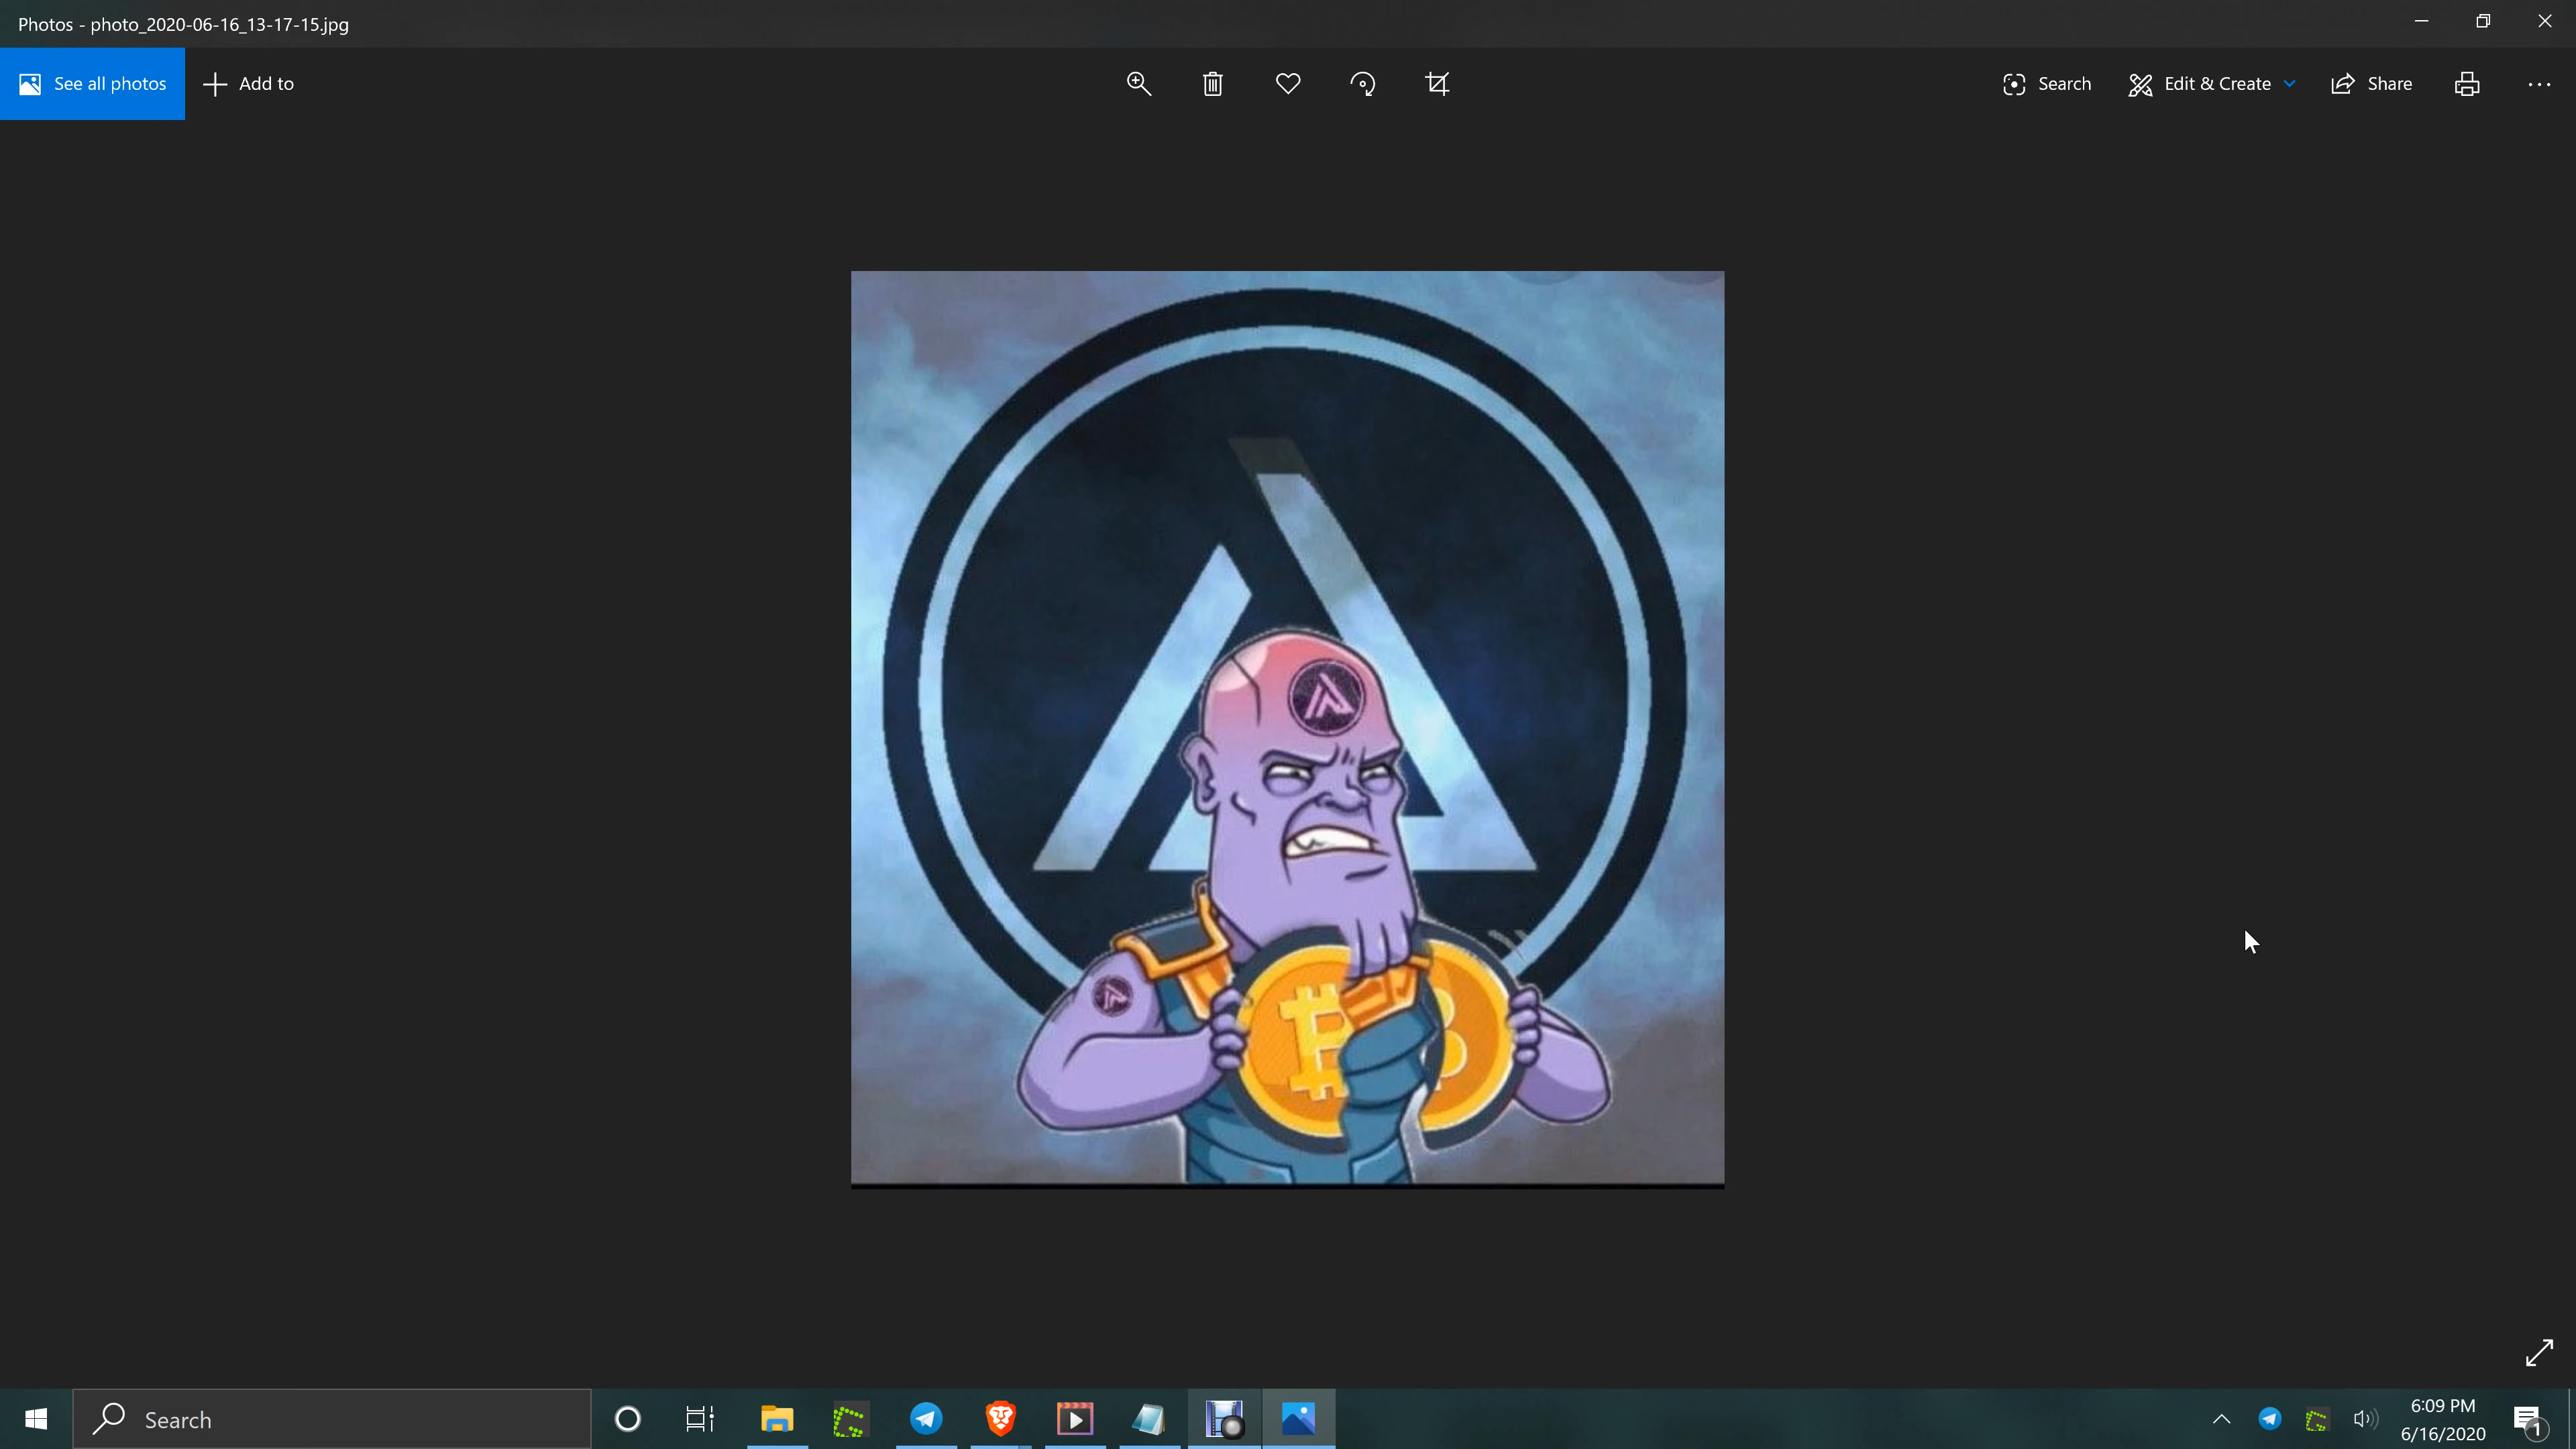 Photos - photo_2020-06-16_13-17-15.jpg
See all photos
Add to
Search
Edit & Create
Share
Search
6:09 PM
6/16/2020
1